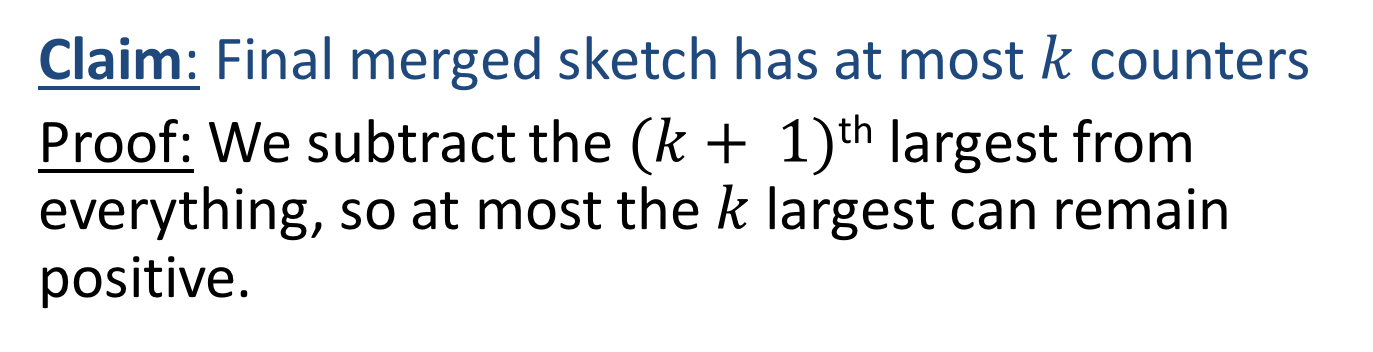 Claim: Final merged sketch has at most k counters
Proof: We subtract the (k + 1)th largest from
everything, so at most the k largest can remain
positive.